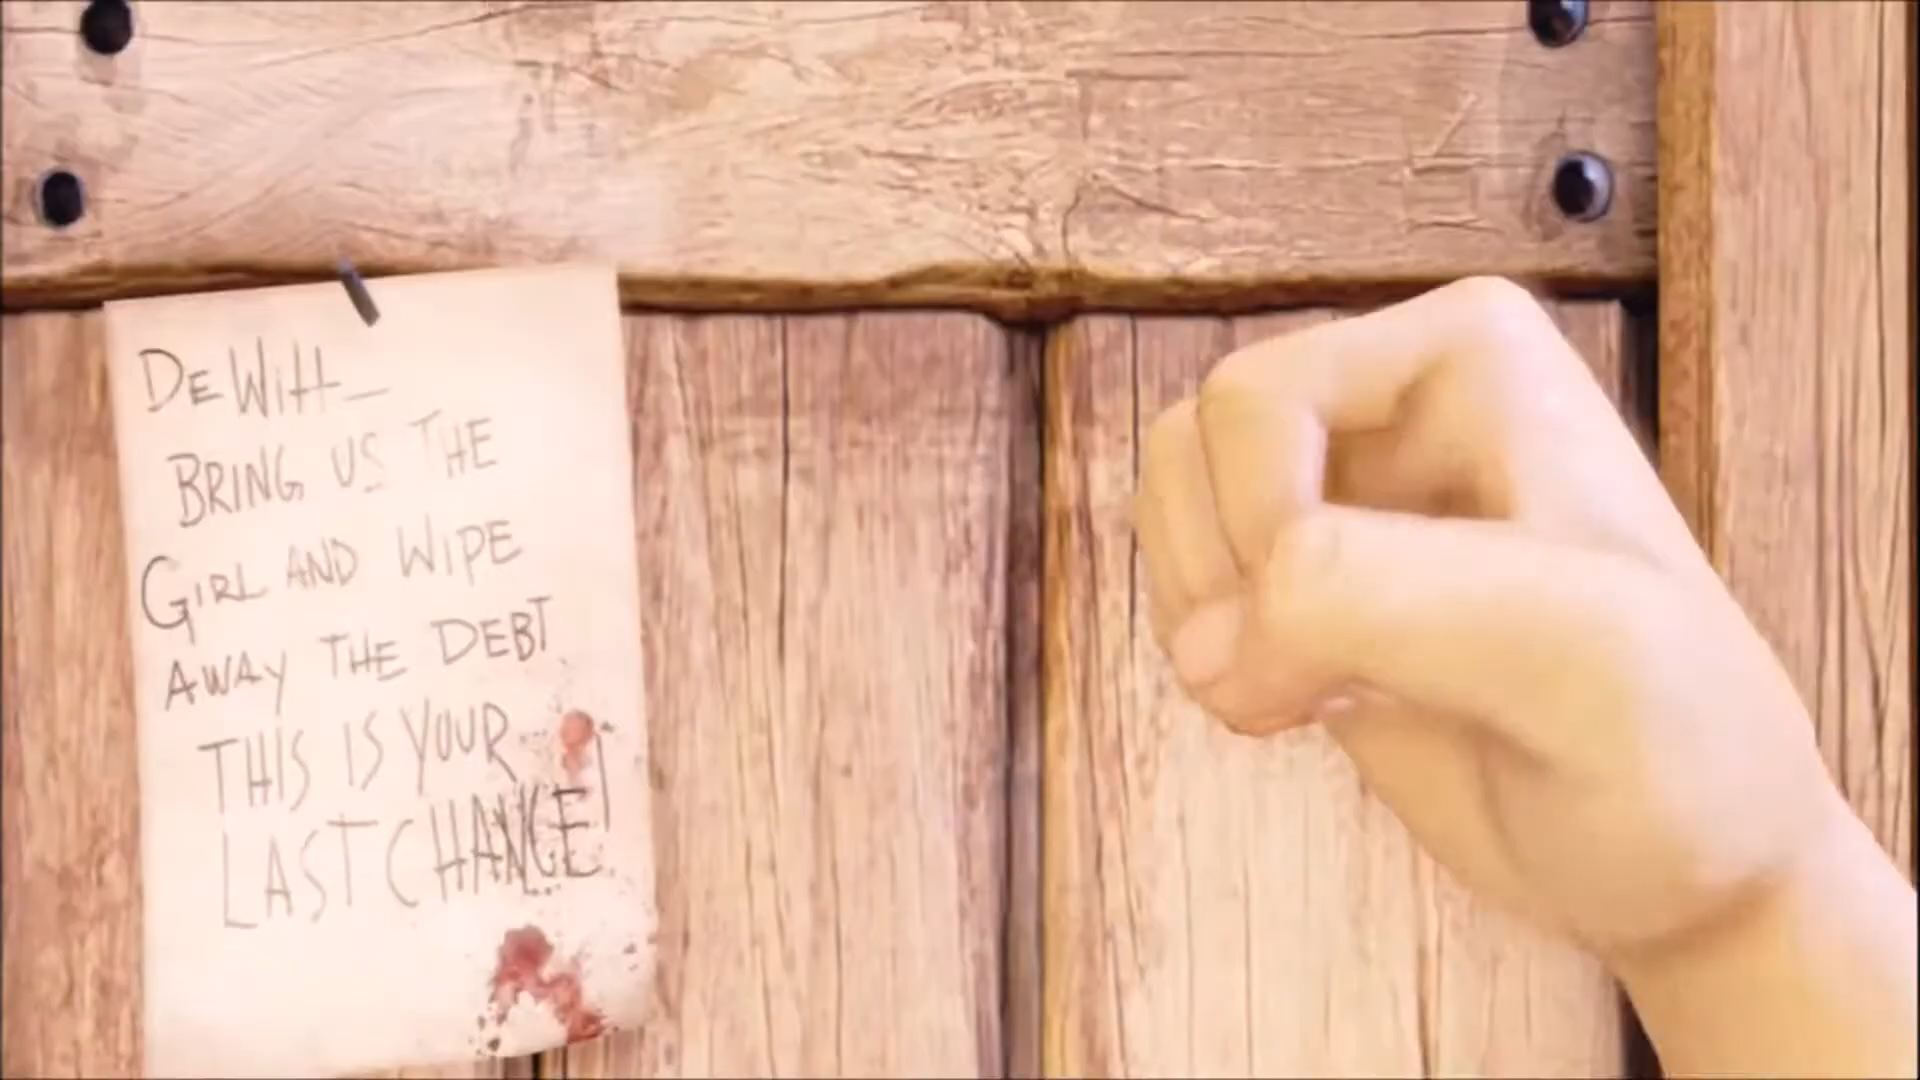 DEWitt—
BRING US THE
GIRL AND WIPE
AWAY THE DEBT
THIS IS YOUR
LAST CHANCE!